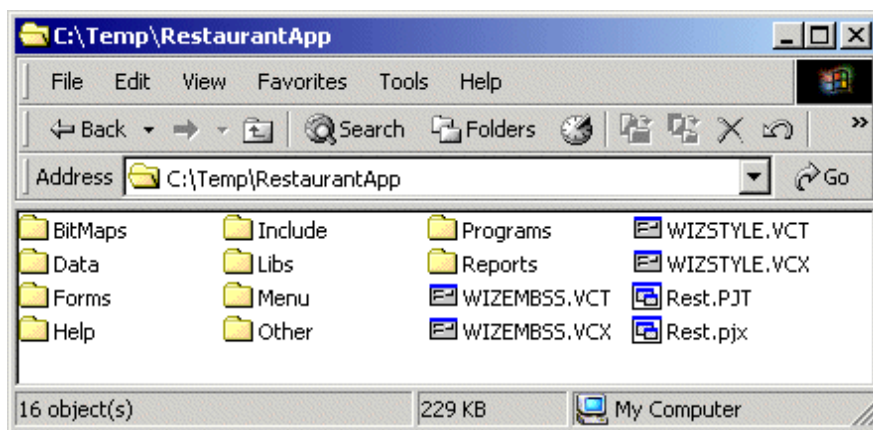 C:\Temp\RestaurantApp
File Edit View Favorites Tools Help
Back Search Folders »
Address C:\Temp\RestaurantApp Go
BitMaps Include Programs WIZSTYLE.VCT
Data Libs Reports WIZSTYLE.VCX
Forms Menu WIZEMBSS.VCT Rest.PJT
Help Other WIZEMBSS.VCX Rest.pjx
16 object(s) 229 KB My Computer